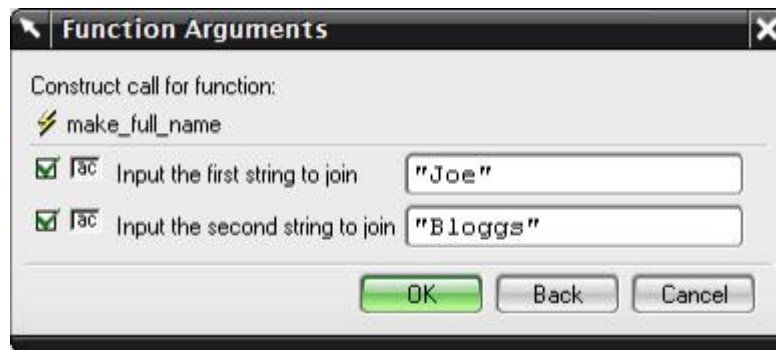 Function Arguments
Construct call for function:
make_full_name
Input the first string to join "Joe"
Input the second string to join "Bloggs"
OK Back Cancel